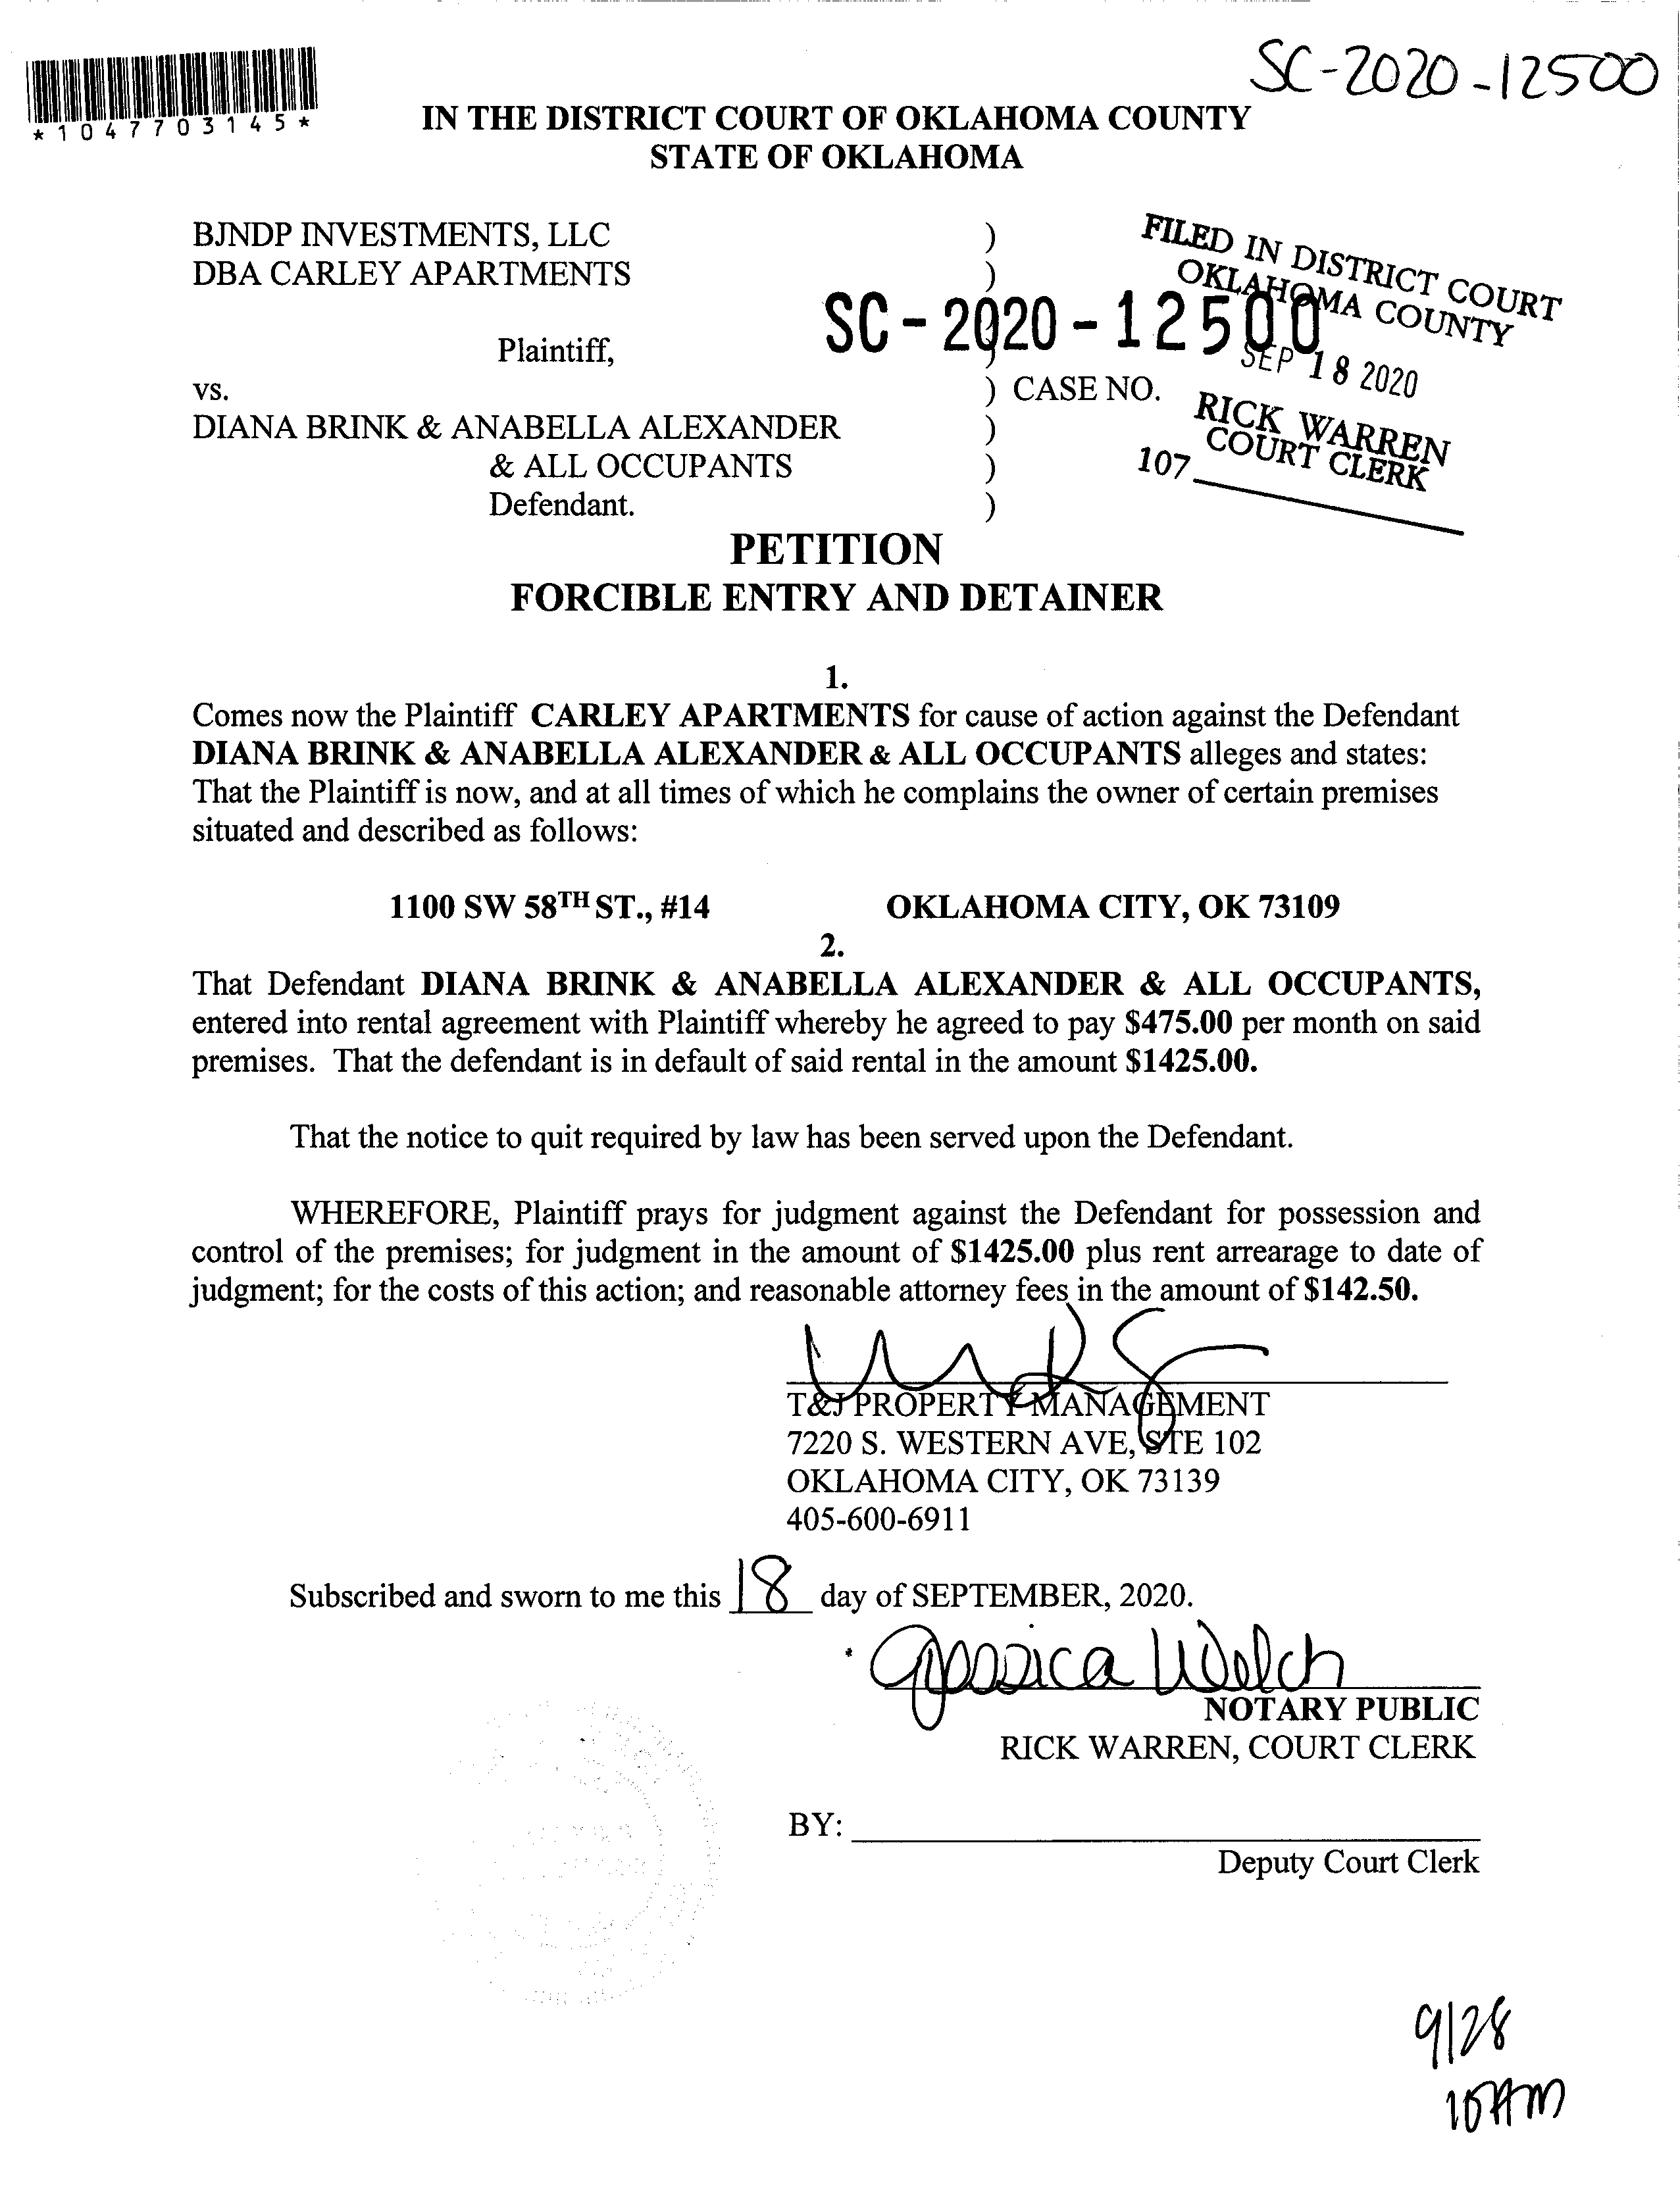 SC-2020-12500
*1047703145*
IN THE DISTRICT COURT OF OKLAHOMA COUNTY
STATE OF OKLAHOMA
BJNDP INVESTMENTS, LLC )
DBA CARLEY APARTMENTS )
FILED IN DISTRICT COURT
OKLAHOMA COUNTY
SC-2020-12500
SEP 18 2020
Plaintiff, )
vs. ) CASE NO.
RICK WARREN
COURT CLERK
107
DIANA BRINK & ANABELLA ALEXANDER )
& ALL OCCUPANTS )
Defendant. )
PETITION
FORCIBLE ENTRY AND DETAINER
1.
Comes now the Plaintiff CARLEY APARTMENTS for cause of action against the Defendant
DIANA BRINK & ANABELLA ALEXANDER & ALL OCCUPANTS alleges and states:
That the Plaintiff is now, and at all times of which he complains the owner of certain premises
situated and described as follows:
1100 SW 58TH ST., #14 OKLAHOMA CITY, OK 73109
2.
That Defendant DIANA BRINK & ANABELLA ALEXANDER & ALL OCCUPANTS,
entered into rental agreement with Plaintiff whereby he agreed to pay $475.00 per month on said
premises. That the defendant is in default of said rental in the amount $1425.00.
That the notice to quit required by law has been served upon the Defendant.
WHEREFORE, Plaintiff prays for judgment against the Defendant for possession and
control of the premises; for judgment in the amount of $1425.00 plus rent arrearage to date of
judgment; for the costs of this action; and reasonable attorney fees in the amount of $142.50.
T&J PROPERTY MANAGEMENT
7220 S. WESTERN AVE, STE 102
OKLAHOMA CITY, OK 73139
405-600-6911
Subscribed and sworn to me this 18 day of SEPTEMBER, 2020.
Jessica Welch
NOTARY PUBLIC
RICK WARREN, COURT CLERK
BY:
Deputy Court Clerk
9/28
10AM